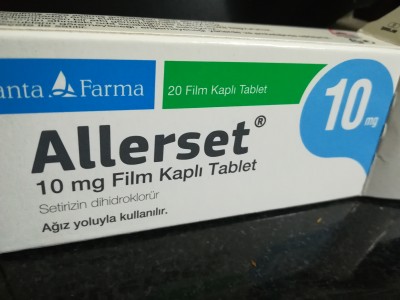 anta Farma
20 Film Kaplı Tablet
10 mg
Allerset®
10 mg Film Kaplı Tablet
Setirizin dihidroklorür
Ağız yoluyla kullanılır.